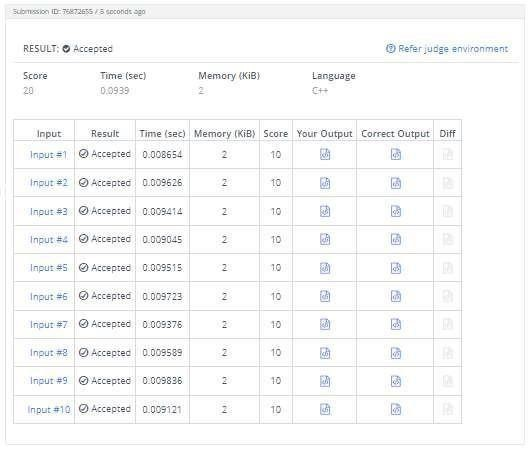 Submission ID: 76872655 / 5 seconds ago
RESULT: Accepted
Refer judge environment
Score Time (sec) Memory (KiB) Language
20 0.0939 2 C++
Input Result Time (sec) Memory (KiB) Score Your Output Correct Output Diff
Input #1 Accepted 0.008654 2 10
Input #2 Accepted 0.009626 2 10
Input #3 Accepted 0.009414 2 10
Input #4 Accepted 0.009045 2 10
Input #5 Accepted 0.009515 2 10
Input #6 Accepted 0.009723 2 10
Input #7 Accepted 0.009376 2 10
Input #8 Accepted 0.009589 2 10
Input #9 Accepted 0.009836 2 10
Input #10 Accepted 0.009121 2 10